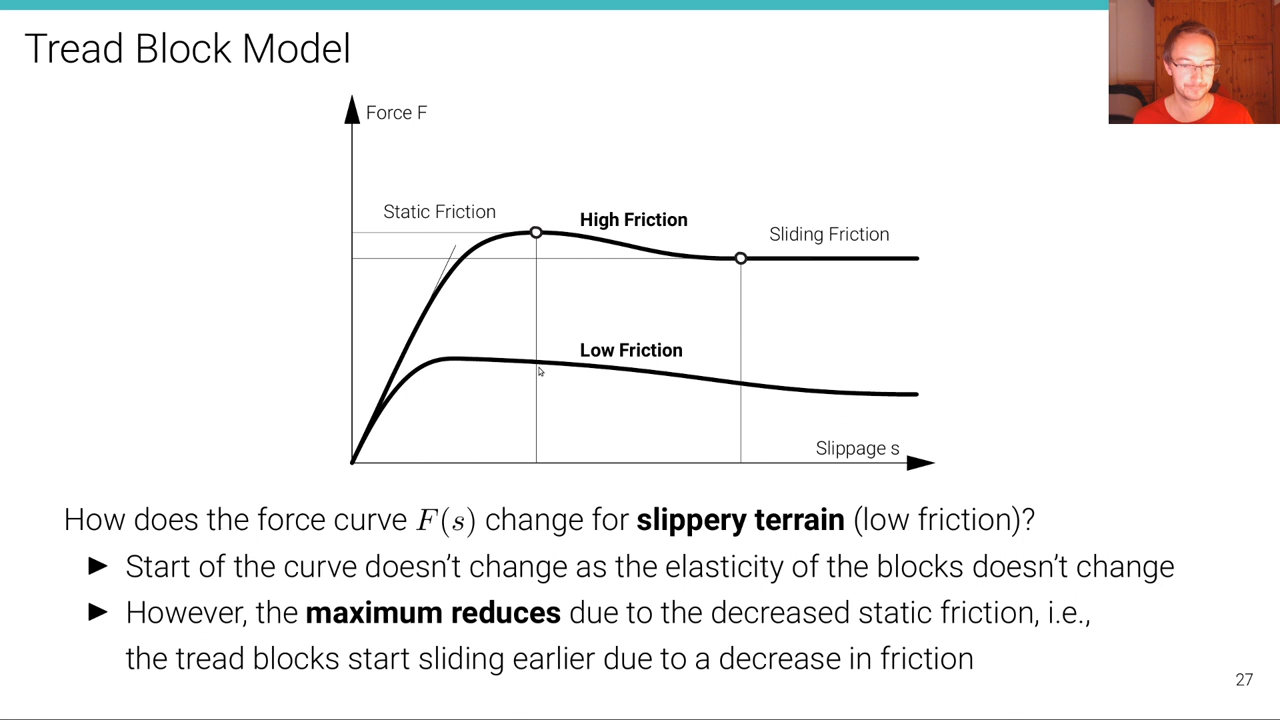 Tread Block Model
Force F
Static Friction
High Friction
Sliding Friction
Low Friction
Slippage s
How does the force curve F(s) change for slippery terrain (low friction)?
► Start of the curve doesn't change as the elasticity of the blocks doesn't change
► However, the maximum reduces due to the decreased static friction, i.e.,
the tread blocks start sliding earlier due to a decrease in friction
27